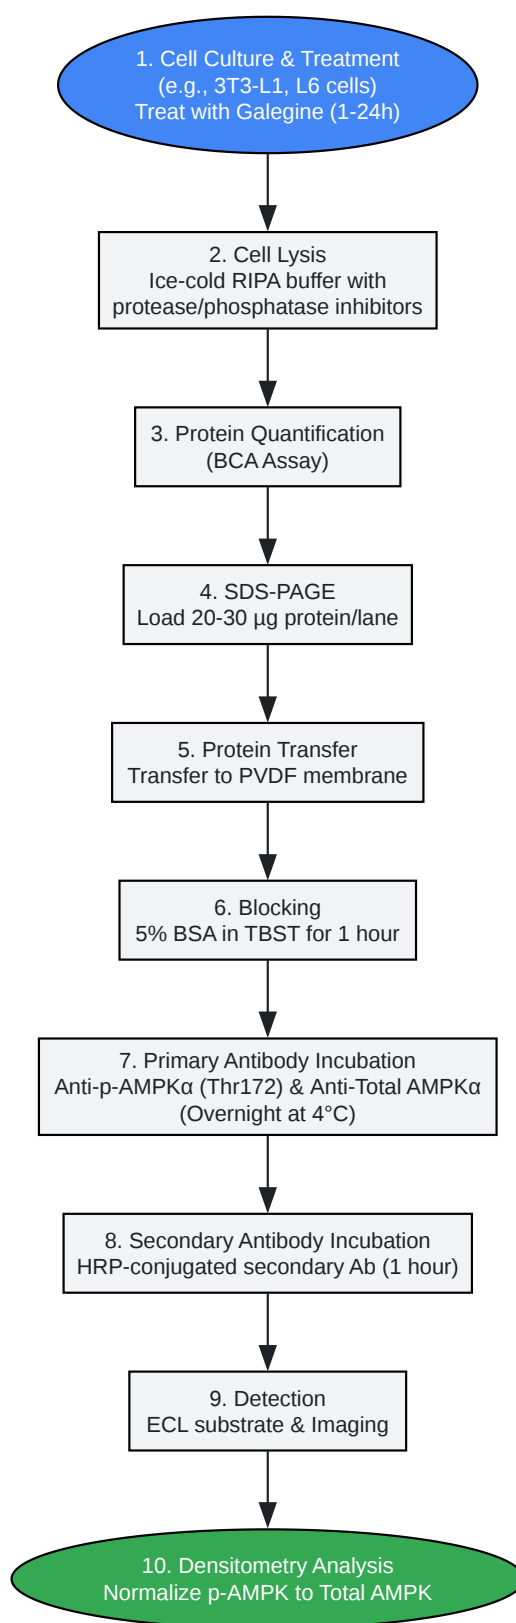 1. Cell Culture & Treatment
(e.g., 3T3-L1, L6 cells)
Treat with Galegine (1-24h)
2. Cell Lysis
Ice-cold RIPA buffer with
protease/phosphatase inhibitors
3. Protein Quantification
(BCA Assay)
4. SDS-PAGE
Load 20-30 µg protein/lane
5. Protein Transfer
Transfer to PVDF membrane
6. Blocking
5% BSA in TBST for 1 hour
7. Primary Antibody Incubation
Anti-p-AMPKα (Thr172) & Anti-Total AMPKα
(Overnight at 4°C)
8. Secondary Antibody Incubation
HRP-conjugated secondary Ab (1 hour)
9. Detection
ECL substrate & Imaging
10. Densitometry Analysis
Normalize p-AMPK to Total AMPK